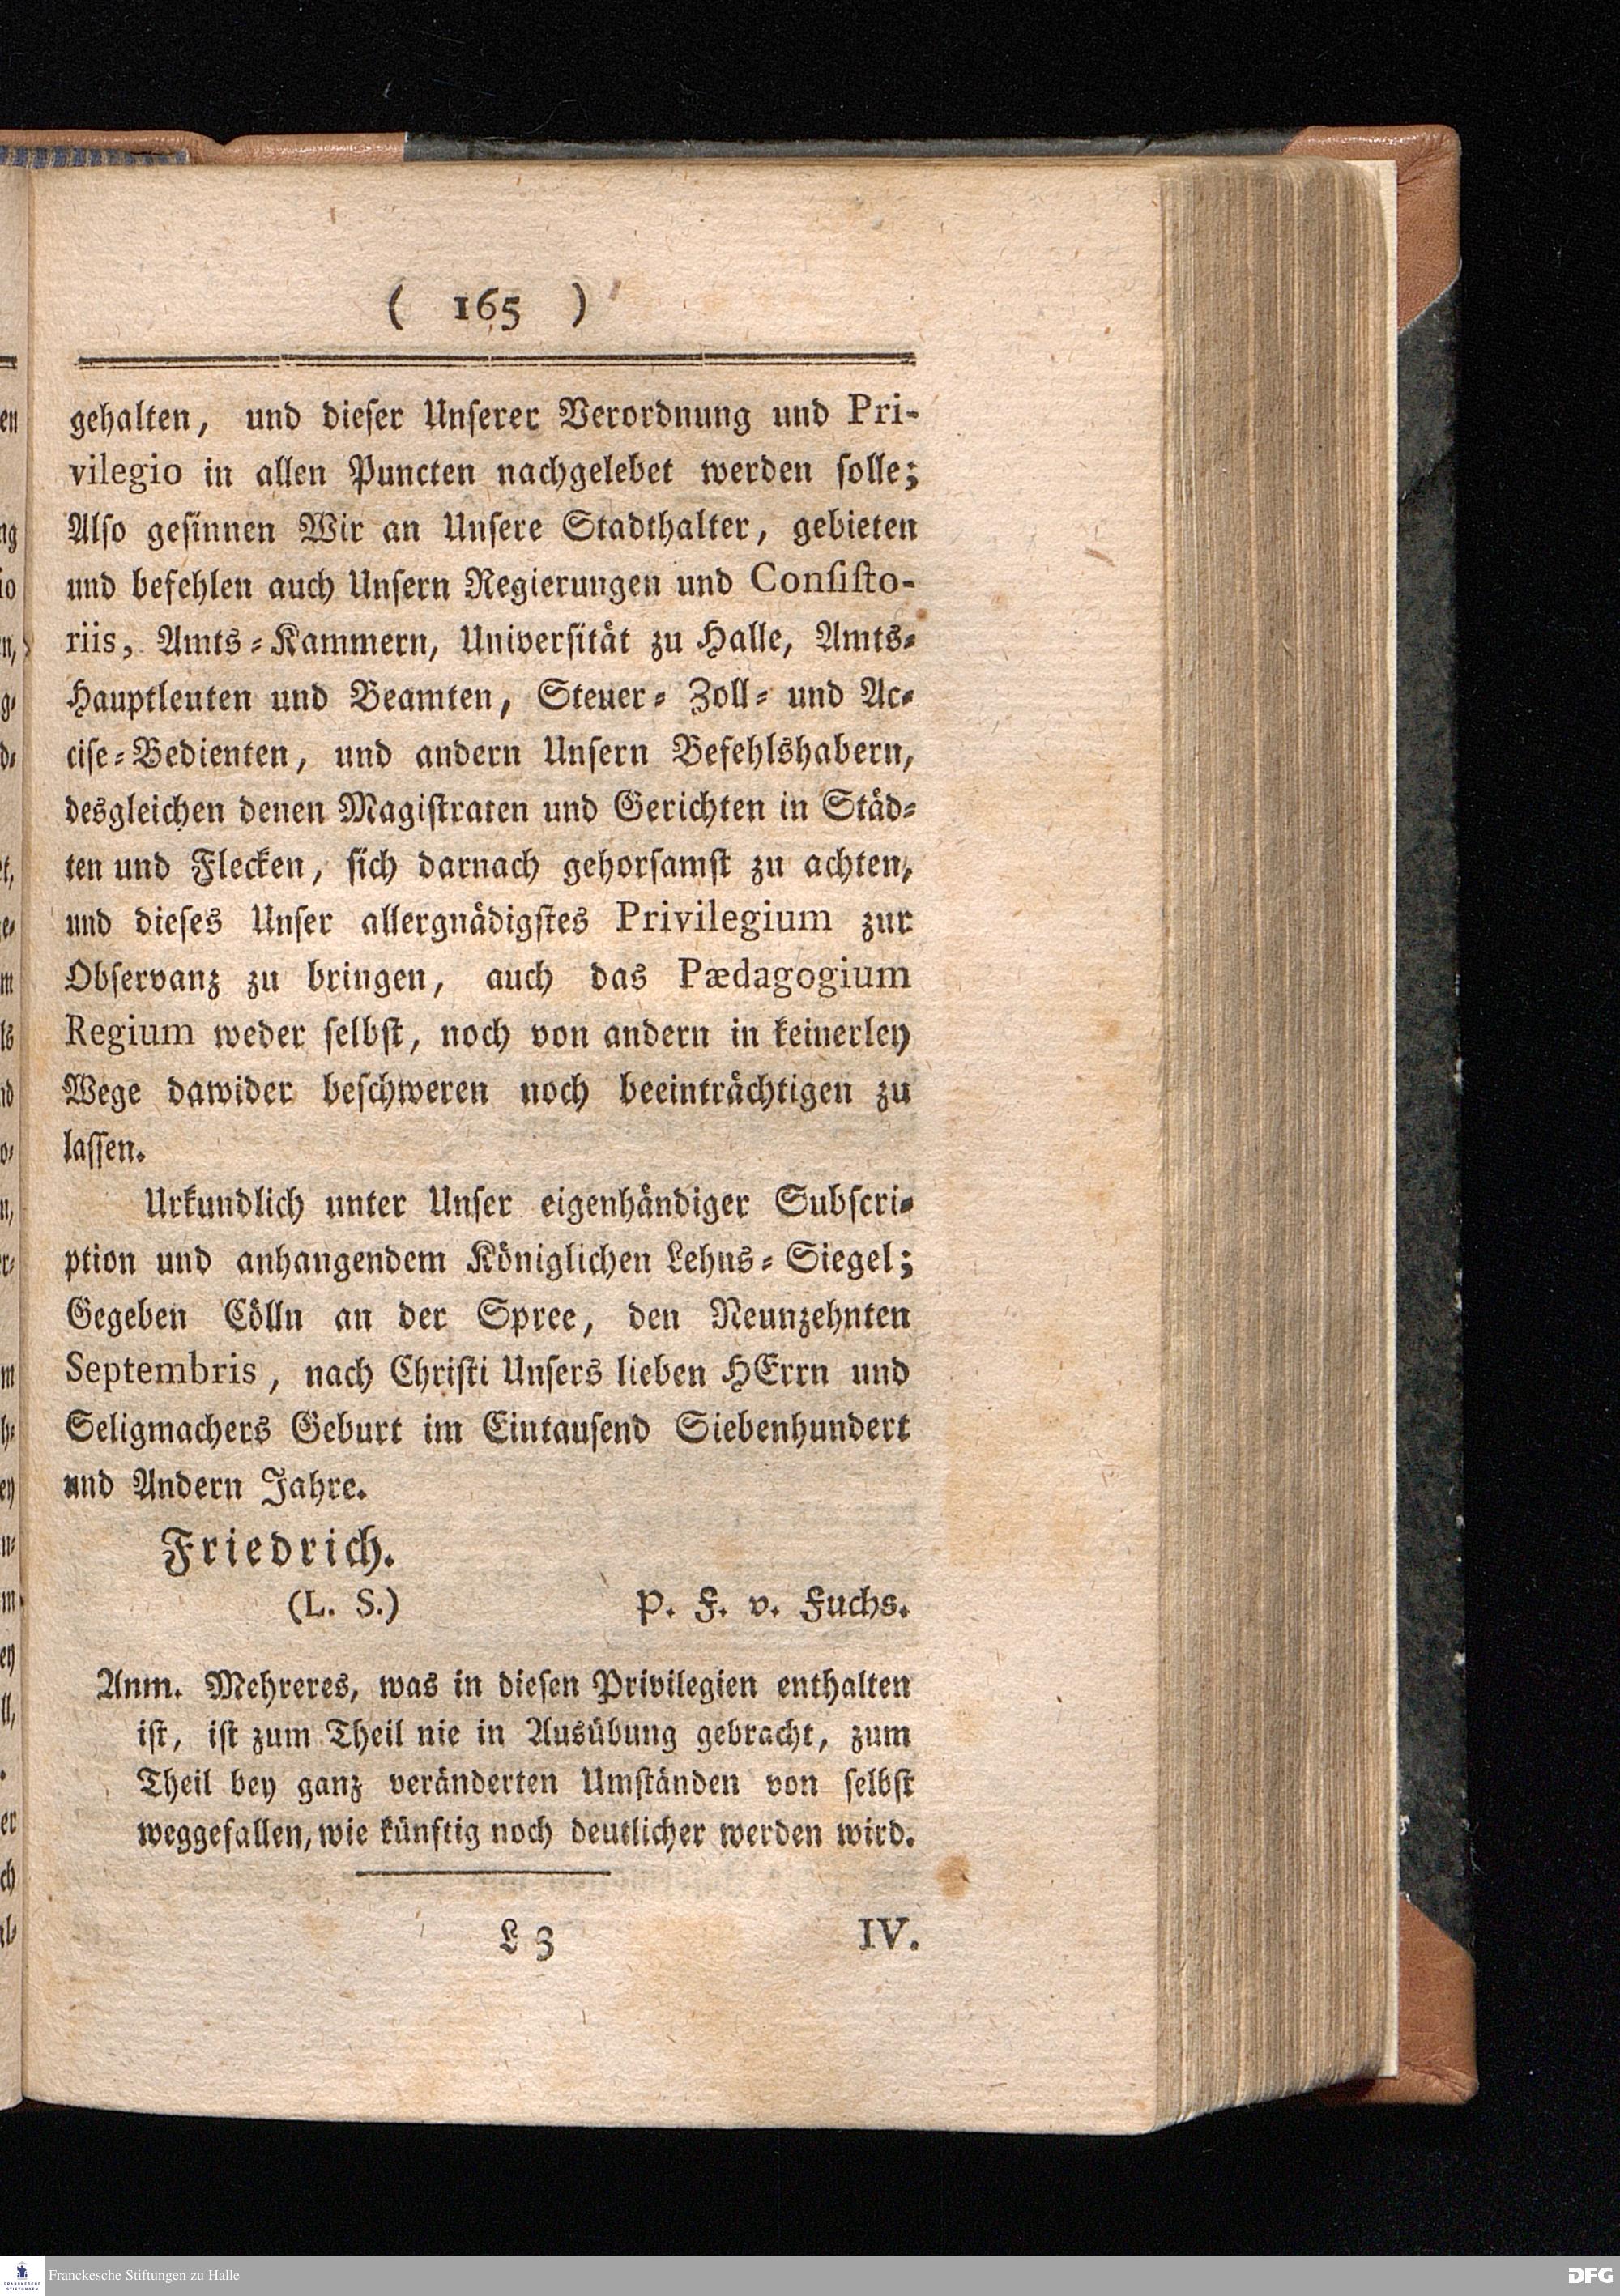 ( 165 )
gehalten, und dieser Unserer Verordnung und Pri-
vilegio in allen Puncten nachgelebet werden solle;
Also gesinnen Wir an Unsere Stadthalter, gebieten
und befehlen auch Unsern Regierungen und Consisto-
riis, Amts-Kammern, Universität zu Halle, Amts-
Hauptleuten und Beamten, Steuer- Zoll- und Ac-
cise-Bedienten, und andern Unsern Befehlshabern,
desgleichen denen Magistraten und Gerichten in Städ-
ten und Flecken, sich darnach gehorsamst zu achten,
und dieses Unser allergnädigstes Privilegium zur
Observanz zu bringen, auch das Pædagogium
Regium weder selbst, noch von andern in keinerley
Wege dawider beschweren noch beeinträchtigen zu
lassen.
Urkundlich unter Unser eigenhändiger Subscri-
ption und anhangendem Königlichen Lehns-Siegel;
Gegeben Cölln an der Spree, den Neunzehnten
Septembris, nach Christi Unsers lieben HErrn und
Seligmachers Geburt im Eintausend Siebenhundert
und Andern Jahre.
Friedrich.
(L. S.) P. F. v. Fuchs.
Anm. Mehreres, was in diesen Privilegien enthalten
ist, ist zum Theil nie in Ausübung gebracht, zum
Theil bey ganz veränderten Umständen von selbst
weggefallen, wie künftig noch deutlicher werden wird.
L 3 IV.
FRANCKESCHE STIFTUNGEN
Franckesche Stiftungen zu Halle
DFG